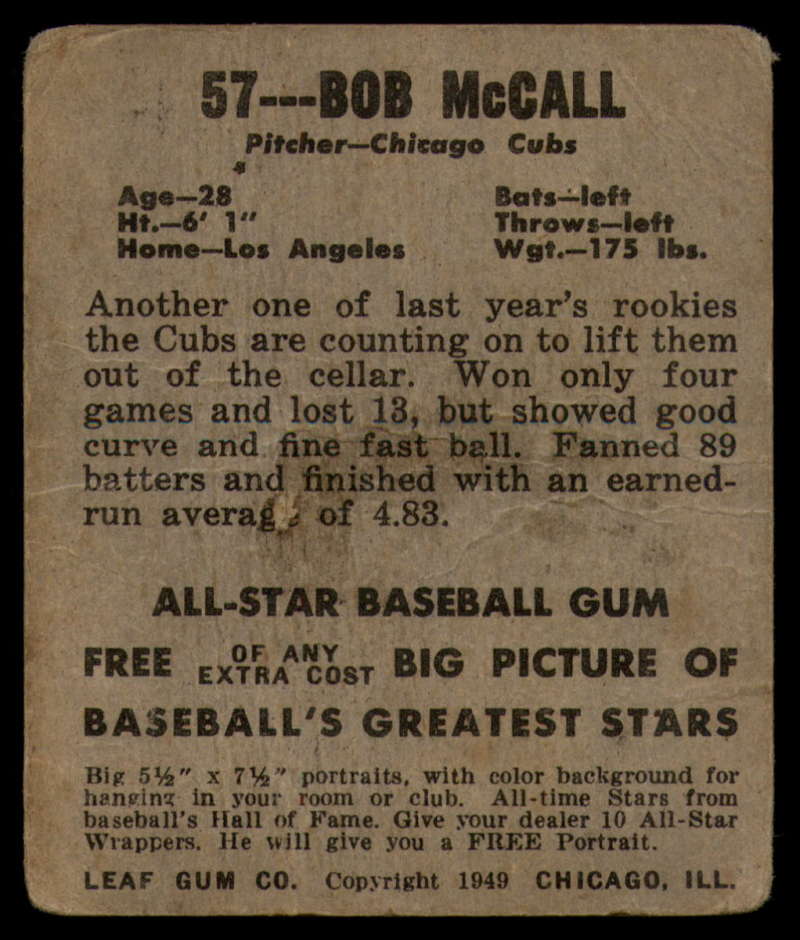 57---BOB McCALL
Pitcher—Chicago Cubs
Age—28 Bats—left
Ht.—6' 1" Throws—left
Home—Los Angeles Wgt.—175 lbs.
Another one of last year's rookies
the Cubs are counting on to lift them
out of the cellar. Won only four
games and lost 13, but showed good
curve and fine fast ball. Fanned 89
batters and finished with an earned-
run average of 4.83.
ALL-STAR BASEBALL GUM
FREE OF ANY EXTRA COST BIG PICTURE OF
BASEBALL'S GREATEST STARS
Big 5½" x 7½" portraits, with color background for
hanging in your room or club. All-time Stars from
baseball's Hall of Fame. Give your dealer 10 All-Star
Wrappers. He will give you a FREE Portrait.
LEAF GUM CO. Copyright 1949 CHICAGO, ILL.